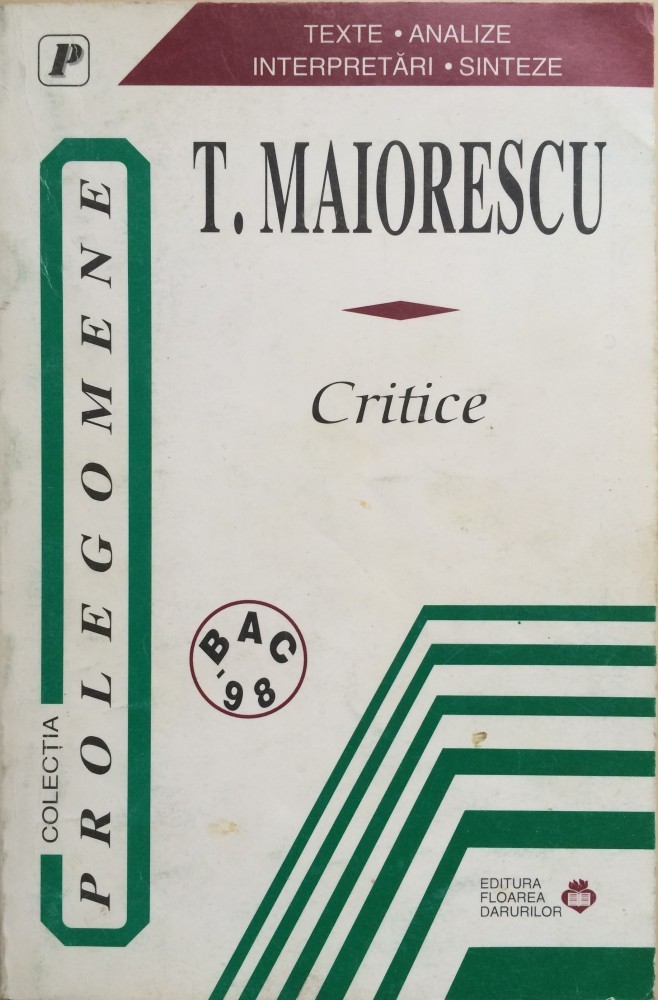 P
TEXTE • ANALIZE
INTERPRETĂRI • SINTEZE
T. MAIORESCU
Critice
COLECȚIA
PROLEGOMENE
BAC
-98
EDITURA
FLOAREA
DARURILOR